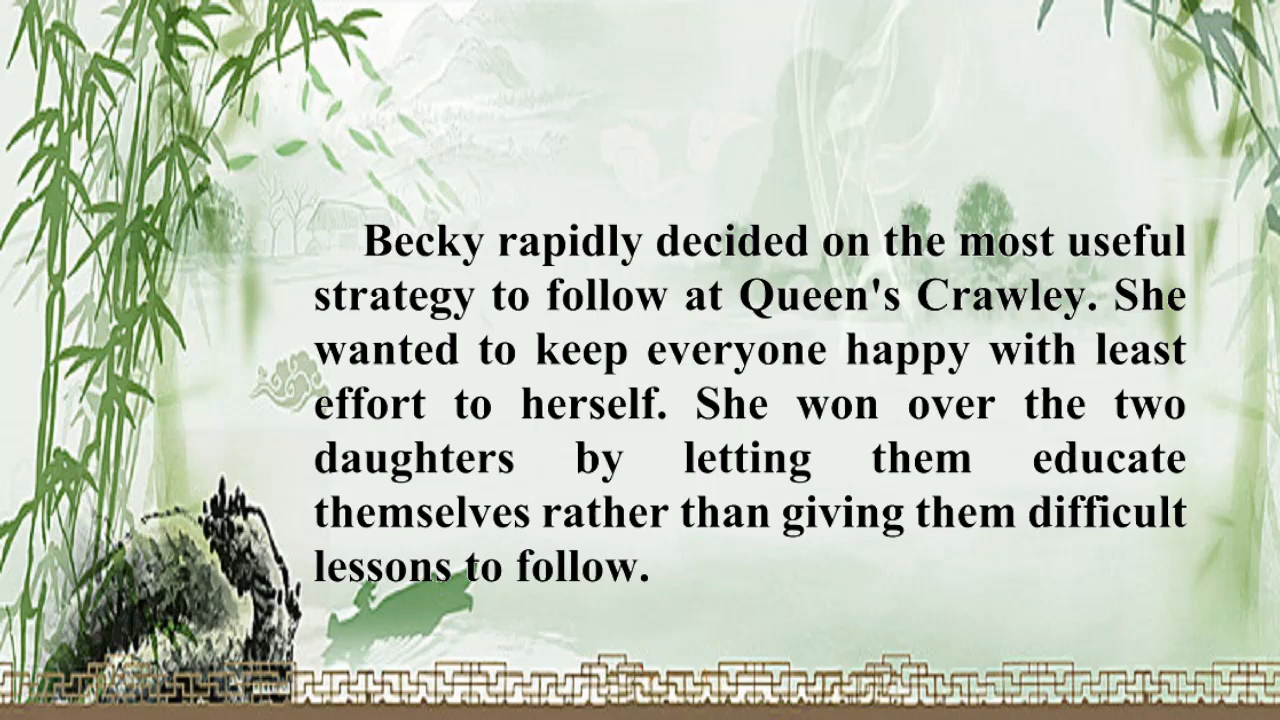 Becky rapidly decided on the most useful
strategy to follow at Queen's Crawley. She
wanted to keep everyone happy with least
effort to herself. She won over the two
daughters by letting them educate
themselves rather than giving them difficult
lessons to follow.